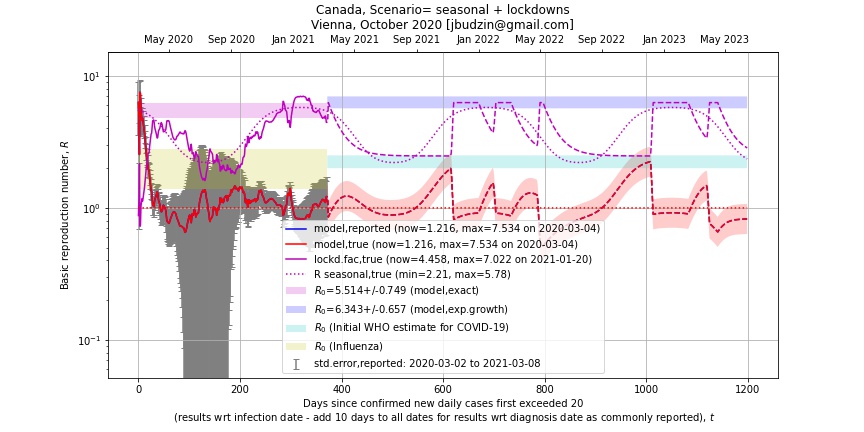 Canada, Scenario= seasonal + lockdowns
Vienna, October 2020 [jbudzin@gmail.com]
May 2020 Sep 2020 Jan 2021 May 2021 Sep 2021 Jan 2022 May 2022 Sep 2022 Jan 2023 May 2023
10¹
10⁰
10⁻¹
Basic reproduction number, R
model,reported (now=1.216, max=7.534 on 2020-03-04)
model,true (now=1.216, max=7.534 on 2020-03-04)
lockd.fac,true (now=4.458, max=7.022 on 2021-01-20)
R seasonal,true (min=2.21, max=5.78)
R₀=5.514+/-0.749 (model,exact)
R₀=6.343+/-0.657 (model,exp.growth)
R₀ (Initial WHO estimate for COVID-19)
R₀ (Influenza)
std.error,reported: 2020-03-02 to 2021-03-08
0 200 400 600 800 1000 1200
Days since confirmed new daily cases first exceeded 20
(results wrt infection date - add 10 days to all dates for results wrt diagnosis date as commonly reported), t